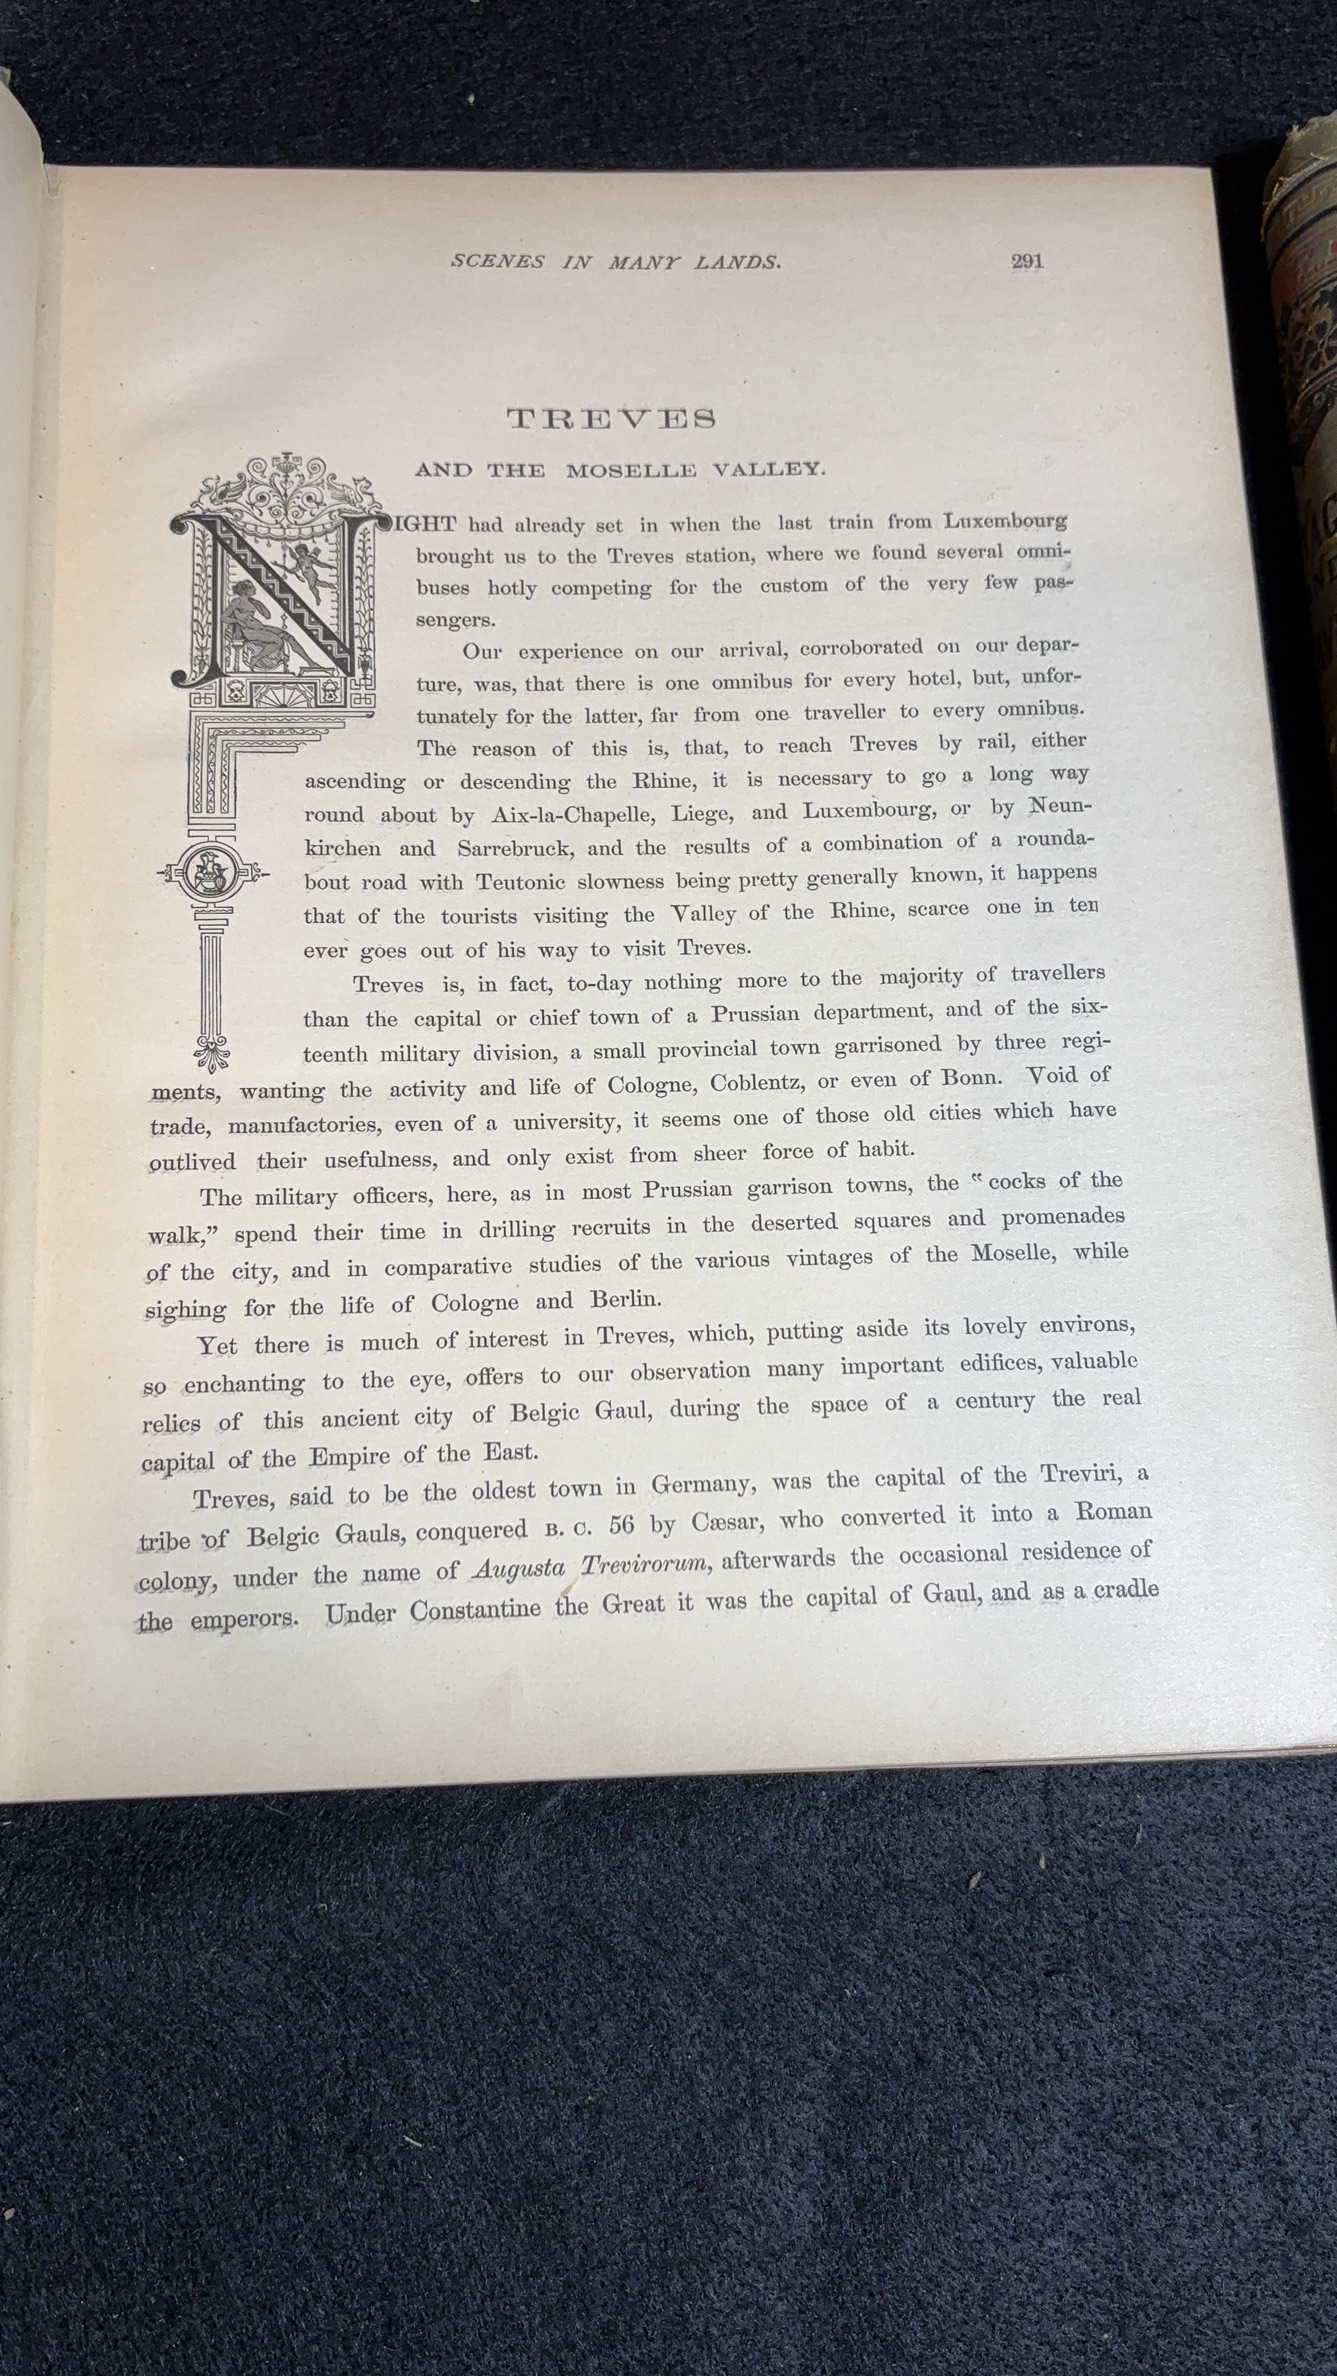 SCENES IN MANY LANDS. 291
TREVES
AND THE MOSELLE VALLEY.
NIGHT had already set in when the last train from Luxembourg
brought us to the Treves station, where we found several omni-
buses hotly competing for the custom of the very few pas-
sengers.
Our experience on our arrival, corroborated on our depar-
ture, was, that there is one omnibus for every hotel, but, unfor-
tunately for the latter, far from one traveller to every omnibus.
The reason of this is, that, to reach Treves by rail, either
ascending or descending the Rhine, it is necessary to go a long way
round about by Aix-la-Chapelle, Liege, and Luxembourg, or by Neun-
kirchen and Sarrebruck, and the results of a combination of a rounda-
bout road with Teutonic slowness being pretty generally known, it happens
that of the tourists visiting the Valley of the Rhine, scarce one in ten
ever goes out of his way to visit Treves.
Treves is, in fact, to-day nothing more to the majority of travellers
than the capital or chief town of a Prussian department, and of the six-
teenth military division, a small provincial town garrisoned by three regi-
ments, wanting the activity and life of Cologne, Coblentz, or even of Bonn. Void of
trade, manufactories, even of a university, it seems one of those old cities which have
outlived their usefulness, and only exist from sheer force of habit.
The military officers, here, as in most Prussian garrison towns, the “cocks of the
walk,” spend their time in drilling recruits in the deserted squares and promenades
of the city, and in comparative studies of the various vintages of the Moselle, while
sighing for the life of Cologne and Berlin.
Yet there is much of interest in Treves, which, putting aside its lovely environs,
so enchanting to the eye, offers to our observation many important edifices, valuable
relics of this ancient city of Belgic Gaul, during the space of a century the real
capital of the Empire of the East.
Treves, said to be the oldest town in Germany, was the capital of the Treviri, a
tribe of Belgic Gauls, conquered B. C. 56 by Cæsar, who converted it into a Roman
colony, under the name of Augusta Trevirorum, afterwards the occasional residence of
the emperors. Under Constantine the Great it was the capital of Gaul, and as a cradle